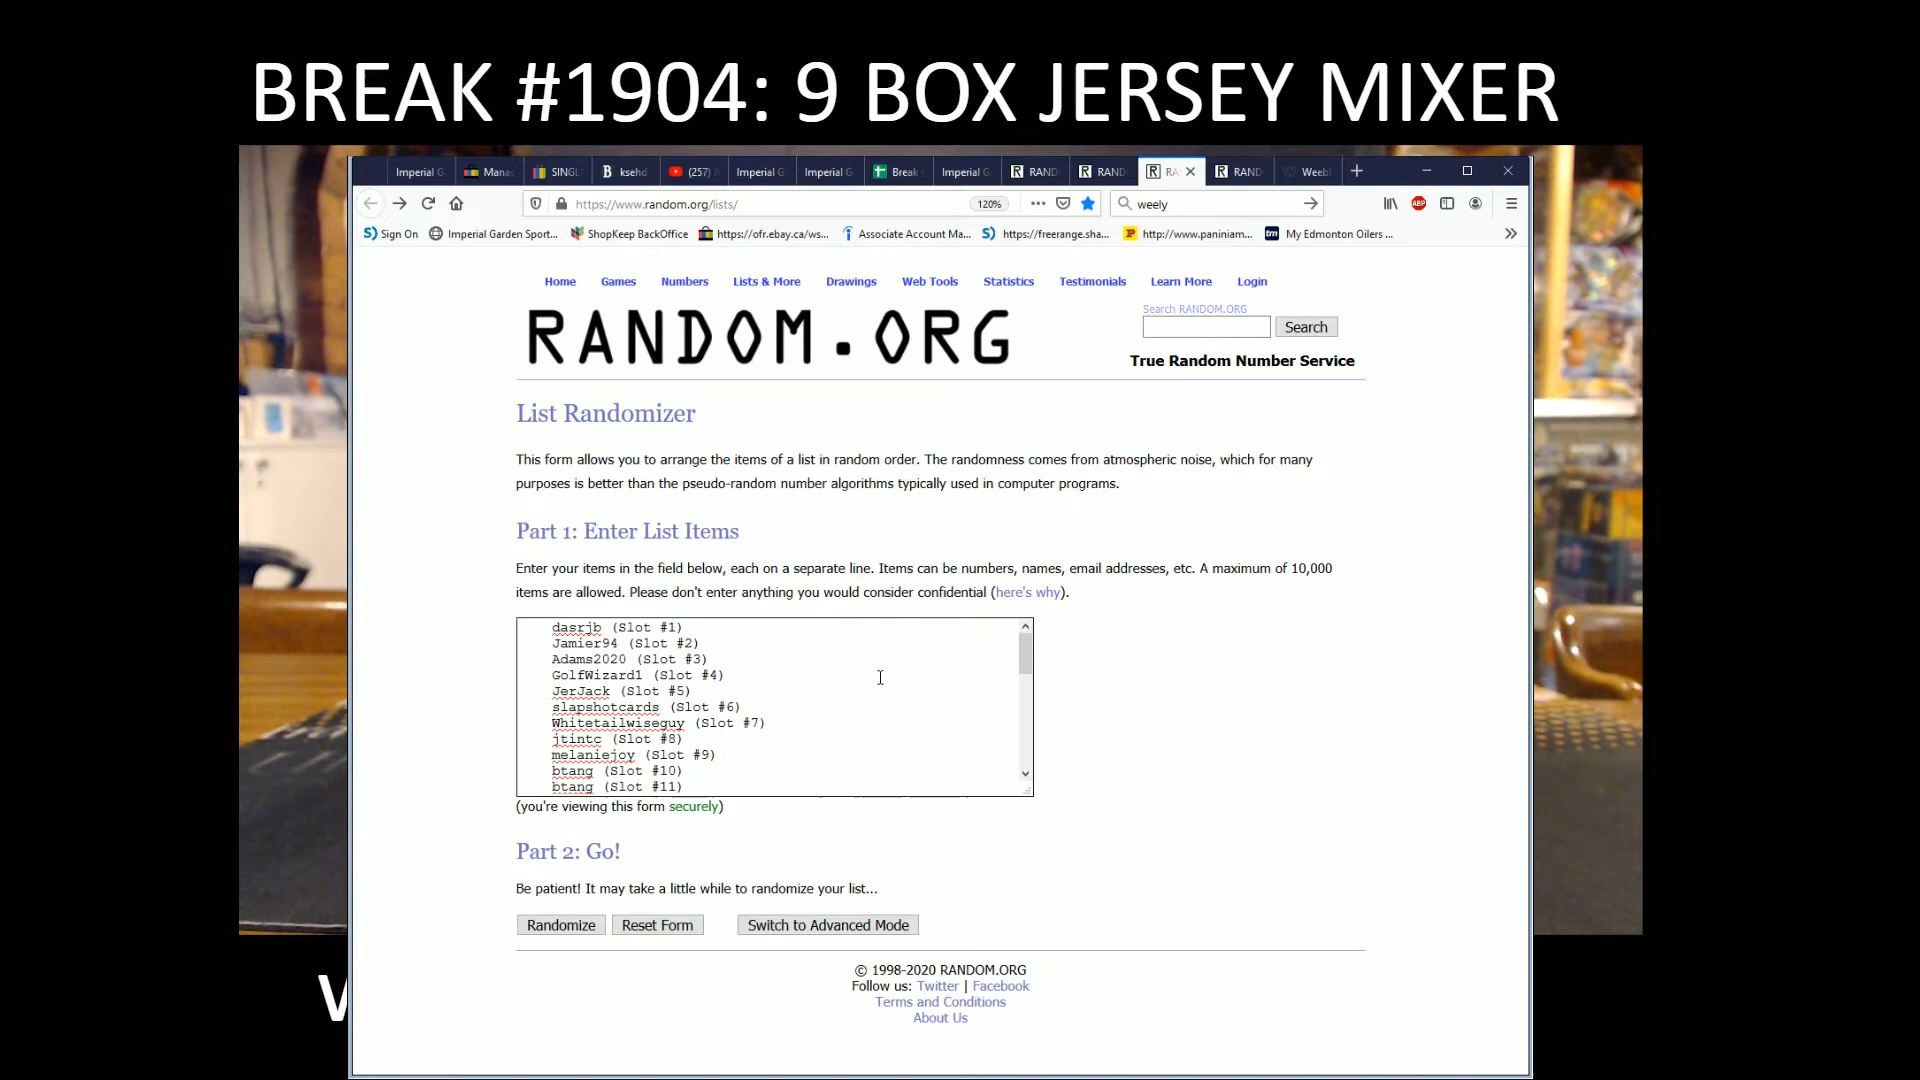 BREAK #1904: 9 BOX JERSEY MIXER
Imperial G
Mana
SINGL
ksehd
(257)
Imperial G
Imperial G
Break
Imperial G
RAND
RAND
RA
RAND
Weebl
https://www.random.org/lists/
120%
weely
Sign On
Imperial Garden Sport...
ShopKeep BackOffice
https://ofr.ebay.ca/ws...
Associate Account Ma...
https://freerange.sha...
http://www.paniniam...
My Edmonton Oilers ...
Home Games Numbers Lists & More Drawings Web Tools Statistics Testimonials Learn More Login
RANDOM.ORG
Search RANDOM.ORG
Search
True Random Number Service
List Randomizer
This form allows you to arrange the items of a list in random order. The randomness comes from atmospheric noise, which for many
purposes is better than the pseudo-random number algorithms typically used in computer programs.
Part 1: Enter List Items
Enter your items in the field below, each on a separate line. Items can be numbers, names, email addresses, etc. A maximum of 10,000
items are allowed. Please don't enter anything you would consider confidential (here's why).
dasrjb (Slot #1)
Jamier94 (Slot #2)
Adams2020 (Slot #3)
GolfWizard1 (Slot #4)
JerJack (Slot #5)
slapshotcards (Slot #6)
Whitetailwiseguy (Slot #7)
jtintc (Slot #8)
melaniejoy (Slot #9)
btang (Slot #10)
btang (Slot #11)
(you're viewing this form securely)
Part 2: Go!
Be patient! It may take a little while to randomize your list...
Randomize
Reset Form
Switch to Advanced Mode
© 1998-2020 RANDOM.ORG
Follow us: Twitter | Facebook
Terms and Conditions
About Us